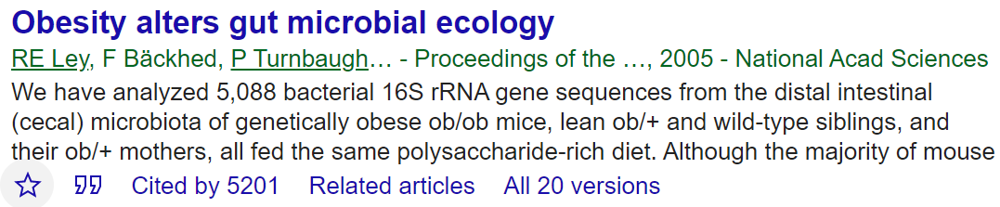 Obesity alters gut microbial ecology
RE Ley, F Bäckhed, P Turnbaugh… - Proceedings of the …, 2005 - National Acad Sciences
We have analyzed 5,088 bacterial 16S rRNA gene sequences from the distal intestinal
(cecal) microbiota of genetically obese ob/ob mice, lean ob/+ and wild-type siblings, and
their ob/+ mothers, all fed the same polysaccharide-rich diet. Although the majority of mouse
Cited by 5201 Related articles All 20 versions